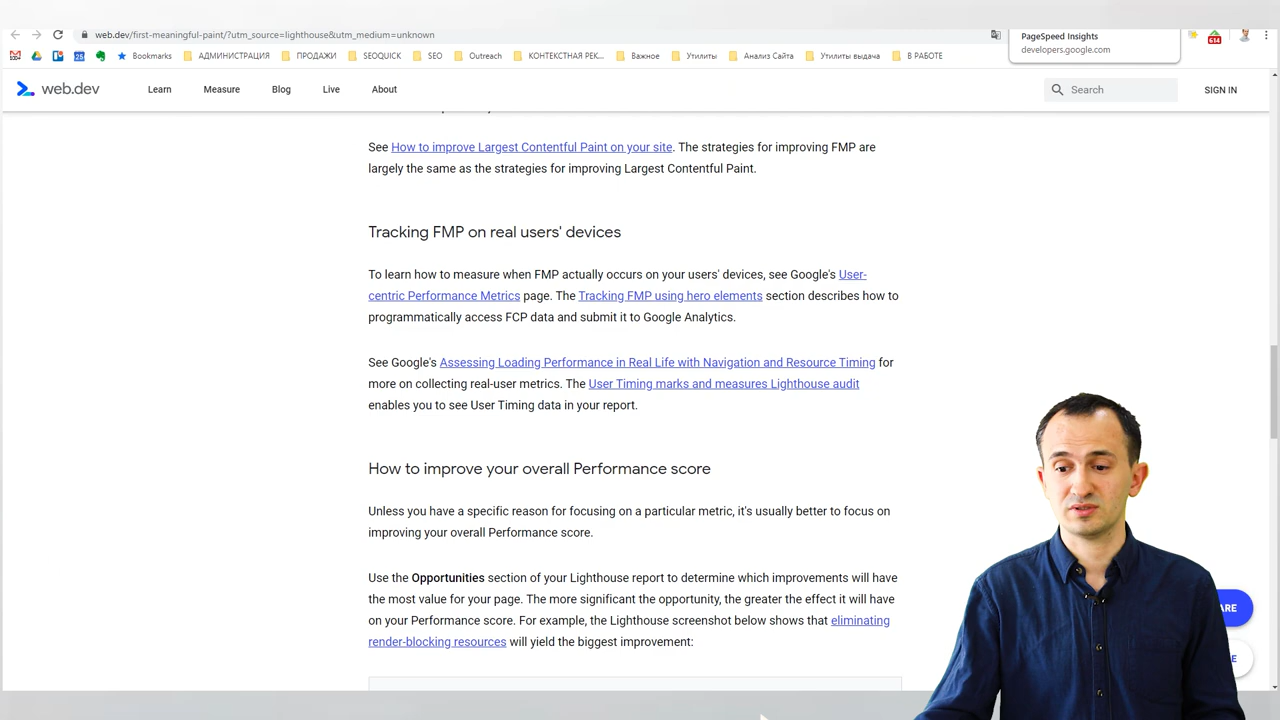 web.dev/first-meaningful-paint/?utm_source=lighthouse&utm_medium=unknown
PageSpeed Insights
developers.google.com
614
25
Bookmarks
АДМИНИСТРАЦИЯ
ПРОДАЖИ
SEOQUICK
SEO
Outreach
КОНТЕКСТНАЯ РЕК...
Важное
Утилиты
Анализ Сайта
Утилиты выдача
В РАБОТЕ
web.dev
Learn
Measure
Blog
Live
About
Search
SIGN IN
See How to improve Largest Contentful Paint on your site. The strategies for improving FMP are
largely the same as the strategies for improving Largest Contentful Paint.
Tracking FMP on real users' devices
To learn how to measure when FMP actually occurs on your users' devices, see Google's User-
centric Performance Metrics page. The Tracking FMP using hero elements section describes how to
programmatically access FCP data and submit it to Google Analytics.
See Google's Assessing Loading Performance in Real Life with Navigation and Resource Timing for
more on collecting real-user metrics. The User Timing marks and measures Lighthouse audit
enables you to see User Timing data in your report.
How to improve your overall Performance score
Unless you have a specific reason for focusing on a particular metric, it's usually better to focus on
improving your overall Performance score.
Use the Opportunities section of your Lighthouse report to determine which improvements will have
the most value for your page. The more significant the opportunity, the greater the effect it will have
on your Performance score. For example, the Lighthouse screenshot below shows that eliminating
render-blocking resources will yield the biggest improvement:
ARE
E